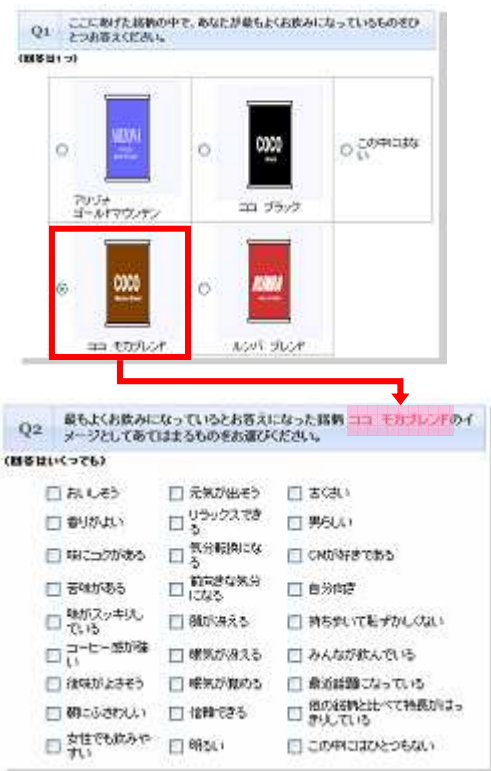 Q1
ここにあげた銘柄の中で、あなたが最もよくお飲みになっているものをひ
とつお答えください。
(回答は1つ)
COCO
この中にはな
い
アリゾナ
ゴールドマウンテン
ココ ブラック
COCO
ココ モカブレンド
ルンバ ブレンド
Q2
最もよくお飲みになっているとお答えになった銘柄 ココ モカブレンドのイ
メージとしてあてはまるものをお選びください。
(回答はいくつでも)
おいしそう
元気が出そう
古くさい
香りがよい
リラックスでき
る
男らしい
味にコクがある
気分転換にな
る
CMが好きである
苦味がある
前向きな気分
になる
自分向き
味がスッキリし
ている
頭が冴える
持ち歩いて恥ずかしくない
コーヒー感が強
い
眠気が冴える
みんなが飲んでいる
後味がよさそう
眠気が覚める
最近話題になっている
朝にふさわしい
信頼できる
他の銘柄と比べて特長がはっ
きりしている
女性でも飲みや
すい
明るい
この中にはひとつもない